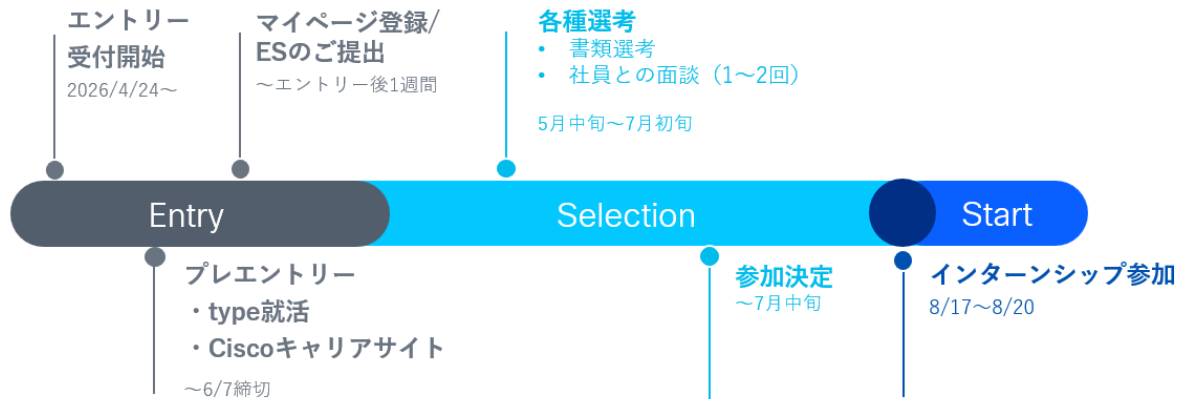 エントリー
受付開始
2026/4/24～
マイページ登録/
ESのご提出
～エントリー後1週間
各種選考
• 書類選考
• 社員との面談（1～2回）
5月中旬～7月初旬
Entry
Selection
Start
プレエントリー
・type就活
・Ciscoキャリアサイト
～6/7締切
参加決定
～7月中旬
インターンシップ参加
8/17～8/20